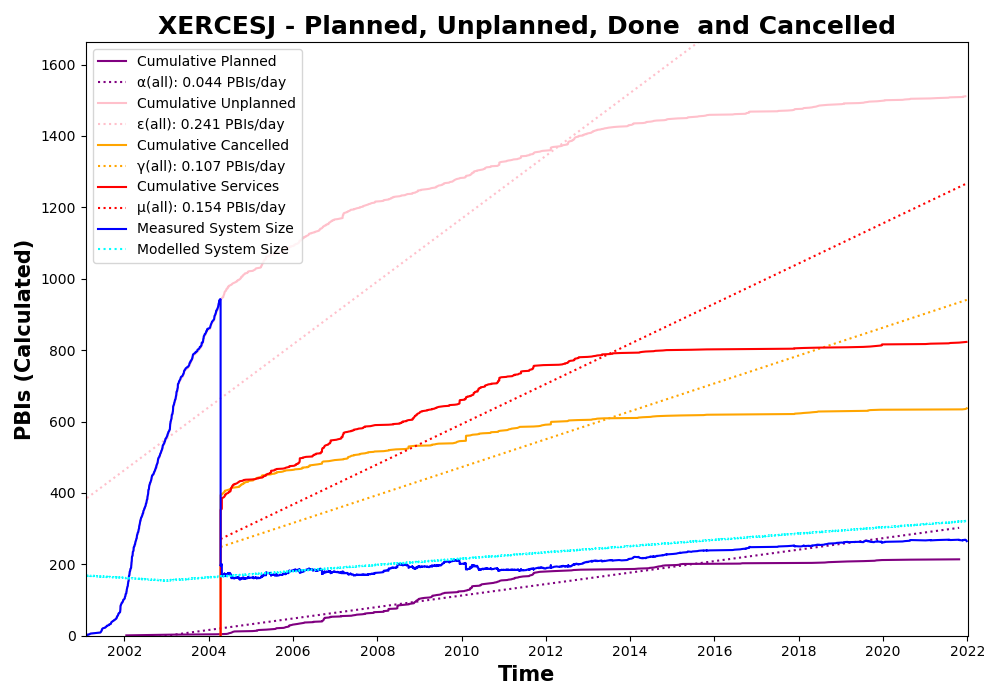 XERCESJ - Planned, Unplanned, Done  and Cancelled
PBIs (Calculated)
1600
1400
1200
1000
800
600
400
200
0
Cumulative Planned
α(all): 0.044 PBIs/day
Cumulative Unplanned
ε(all): 0.241 PBIs/day
Cumulative Cancelled
γ(all): 0.107 PBIs/day
Cumulative Services
μ(all): 0.154 PBIs/day
Measured System Size
Modelled System Size
2002 2004 2006 2008 2010 2012 2014 2016 2018 2020 2022
Time